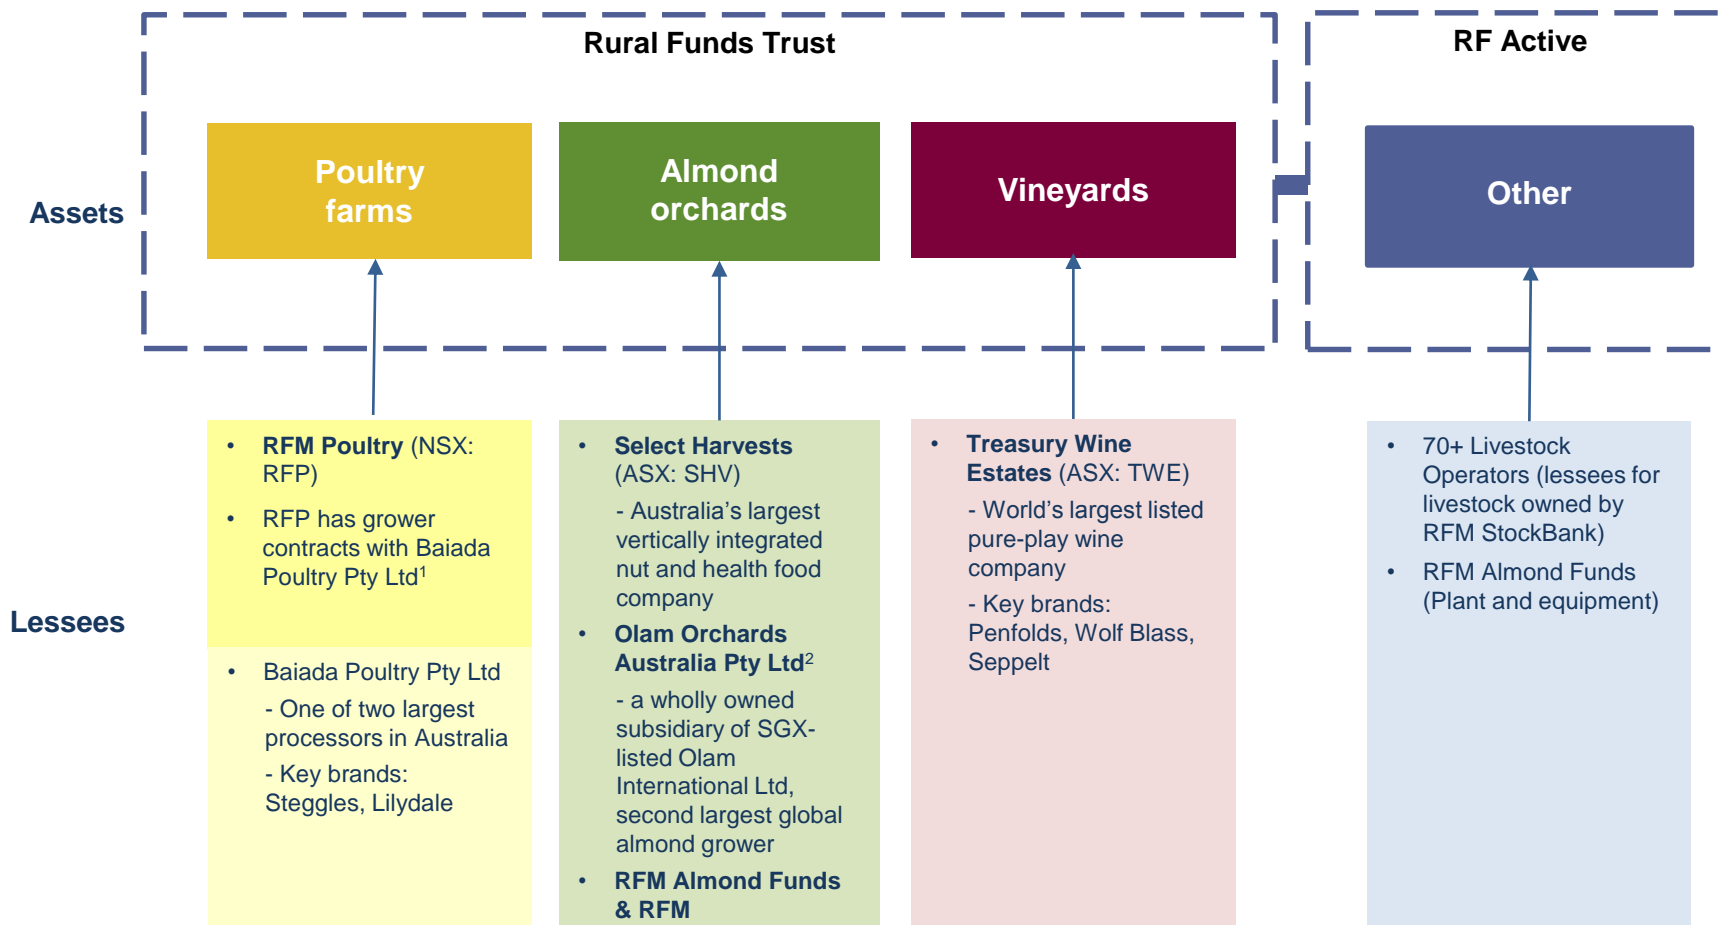 Rural Funds Trust
RF Active
Assets
Poultry
farms
Almond
orchards
Vineyards
Other
Lessees
• RFM Poultry (NSX:
RFP)
• RFP has grower
contracts with Baiada
Poultry Pty Ltd¹
• Baiada Poultry Pty Ltd
- One of two largest
processors in Australia
- Key brands:
Steggles, Lilydale
• Select Harvests
(ASX: SHV)
- Australia’s largest
vertically integrated
nut and health food
company
• Olam Orchards
Australia Pty Ltd²
- a wholly owned
subsidiary of SGX-
listed Olam
International Ltd,
second largest global
almond grower
• RFM Almond Funds
& RFM
• Treasury Wine
Estates (ASX: TWE)
- World’s largest listed
pure-play wine
company
- Key brands:
Penfolds, Wolf Blass,
Seppelt
• 70+ Livestock
Operators (lessees for
livestock owned by
RFM StockBank)
• RFM Almond Funds
(Plant and equipment)